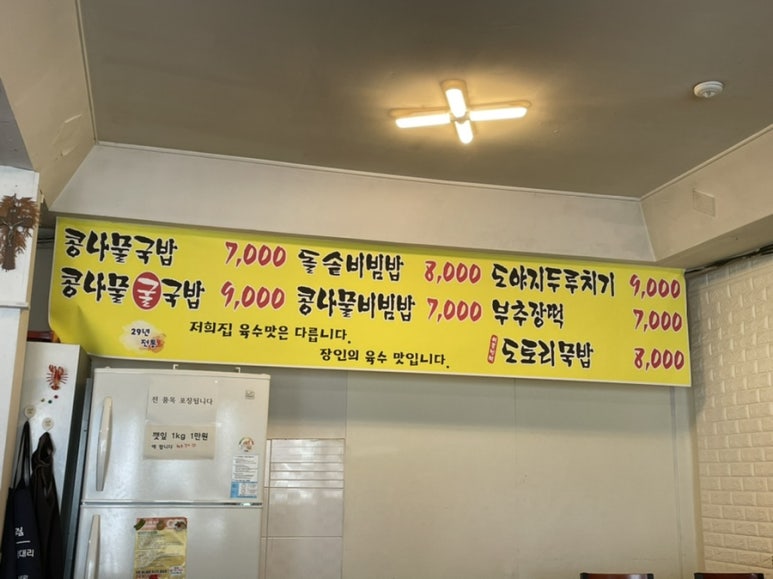 콩나물국밥 7,000
콩나물굴국밥 9,000
돌솥비빔밥 8,000
콩나물비빔밥 7,000
도야지두루치기 9,000
부추장떡 7,000
도토리묵밥 8,000
29년
전통
저희집 육수맛은 다릅니다.
장인의 육수 맛입니다.
전 품목 포장됩니다
깻잎 1kg 1만원